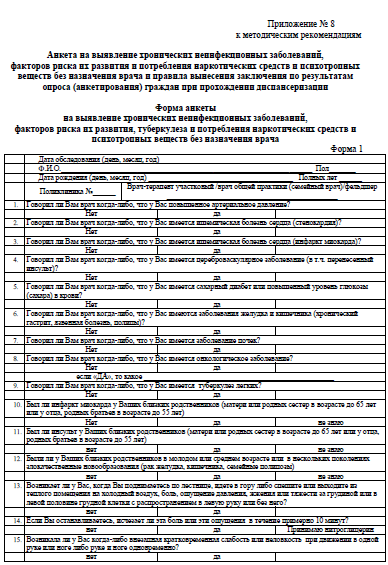 Приложение № 8
к методическим рекомендациям
Анкета на выявление хронических неинфекционных заболеваний,
факторов риска их развития и потребления наркотических средств и психотропных
веществ без назначения врача и правила вынесения заключения по результатам
опроса (анкетирования) граждан при прохождении диспансеризации
Форма анкеты
на выявление хронических неинфекционных заболеваний,
факторов риска их развития, туберкулеза и потребления наркотических средств и
психотропных веществ без назначения врача
Форма 1
Дата обследования (день, месяц, год)
Ф.И.О. Пол
Дата рождения (день, месяц, год) Полных лет
Поликлиника № Врач-терапевт участковый /врач общей практики (семейный врач)/фельдшер
1. Говорил ли Вам врач когда-либо, что у Вас повышенное артериальное давление?
Нет да
2. Говорил ли Вам врач когда-либо, что у Вас имеется ишемическая болезнь сердца (стенокардия)?
Нет да
3. Говорил ли Вам врач когда-либо, что у Вас имеется ишемическая болезнь сердца (инфаркт миокарда)?
Нет да
4. Говорил ли Вам врач когда-либо, что у Вас имеется цереброваскулярное заболевание (в т.ч. перенесенный
инсульт)?
Нет да
5. Говорил ли Вам врач когда-либо, что у Вас имеется сахарный диабет или повышенный уровень глюкозы
(сахара) в крови?
Нет да
6. Говорил ли Вам врач когда-либо, что у Вас имеются заболевания желудка и кишечника (хронический
гастрит, язвенная болезнь, полипы)?
Нет да
7. Говорил ли Вам врач когда-либо, что у Вас имеется заболевание почек?
Нет да
8. Говорил ли Вам врач когда-либо, что у Вас имеется онкологическое заболевание?
Нет да
если «ДА», то какое
9. Говорил ли Вам врач когда-либо, что у Вас имеется туберкулез легких?
Нет да
10. Был ли инфаркт миокарда у Ваших близких родственников (матери или родных сестер в возрасте до 65 лет
или у отца, родных братьев в возрасте до 55 лет)
нет да не знаю
11. Был ли инсульт у Ваших близких родственников (матери или родных сестер в возрасте до 65 лет или у отца,
родных братьев в возрасте до 55 лет)
нет да не знаю
12. Были ли у Ваших близких родственников в молодом или среднем возрасте или в нескольких поколениях
злокачественные новообразования (рак желудка, кишечника, семейные полипозы)
нет да не знаю
13. Возникает ли у Вас, когда Вы поднимаетесь по лестнице, идете в гору либо спешите или выходите из
теплого помещения на холодный воздух, боль, ощущение давления, жжения или тяжести за грудиной или в
левой половине грудной клетки с распространением в левую руку или без него?
нет да
14. Если Вы останавливаетесь, исчезает ли эта боль или эти ощущения в течение примерно 10 минут?
нет да Принимаю нитроглицерин
15. Возникала ли у Вас когда-либо внезапная кратковременная слабость или неловкость при движении в одной
руке или ноге либо руке и ноге одновременно?
нет да